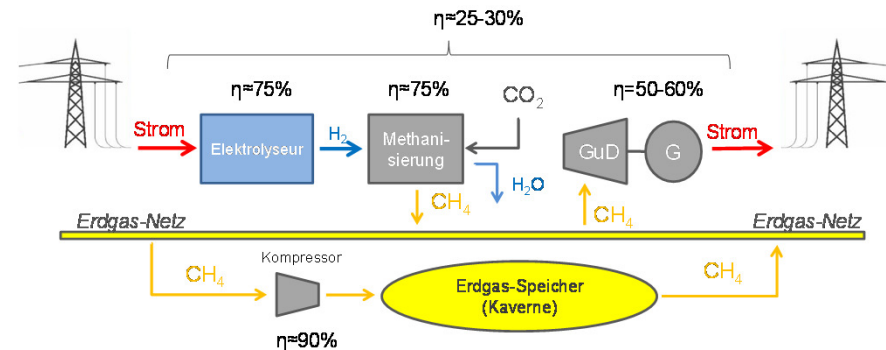 η≈25-30%
η≈75%
η≈75%
CO₂
η=50-60%
Strom
Elektrolyseur
H₂
Methani-
sierung
H₂O
GuD
G
Strom
CH₄
CH₄
Erdgas-Netz
Erdgas-Netz
CH₄
Kompressor
η≈90%
Erdgas-Speicher
(Kaverne)
CH₄